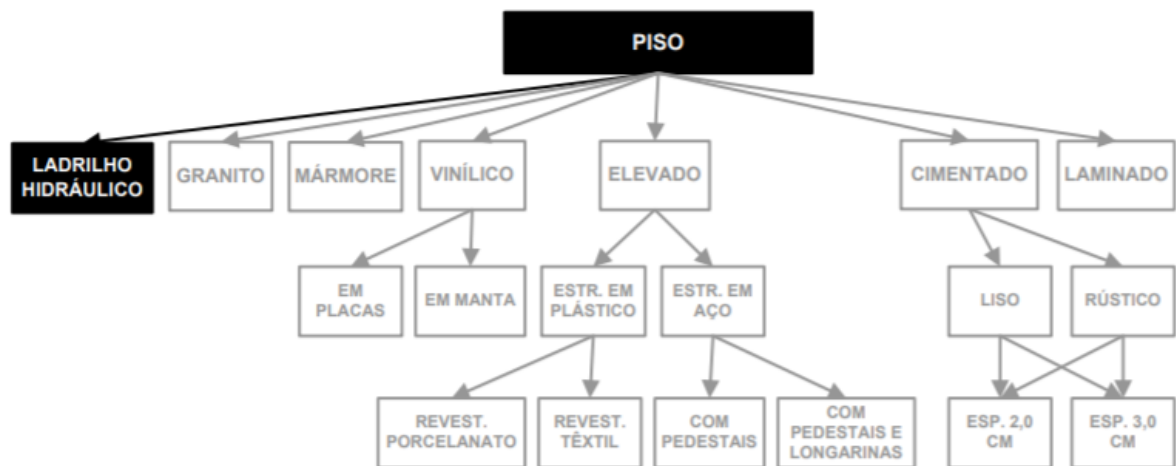 PISO
LADRILHO
HIDRÁULICO
GRANITO
MÁRMORE
VINÍLICO
ELEVADO
CIMENTADO
LAMINADO
EM
PLACAS
EM MANTA
ESTR. EM
PLÁSTICO
ESTR. EM
AÇO
LISO
RÚSTICO
REVEST.
PORCELANATO
REVEST.
TÊXTIL
COM
PEDESTAIS
COM
PEDESTAIS E
LONGARINAS
ESP. 2,0
CM
ESP. 3,0
CM